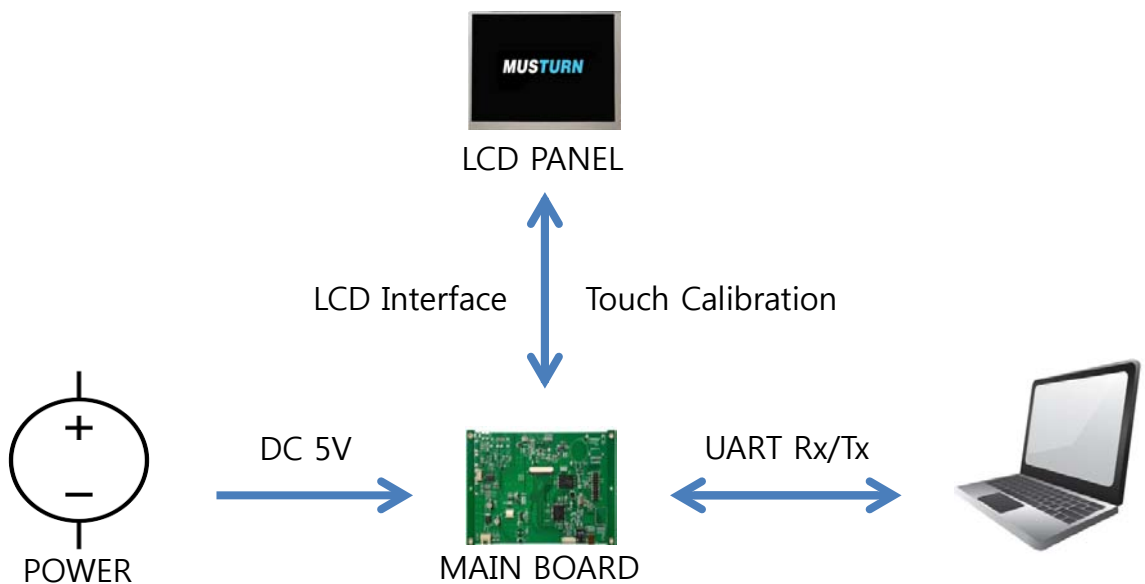 MUSTURN
LCD PANEL
LCD Interface
Touch Calibration
DC 5V
UART Rx/Tx
POWER
MAIN BOARD